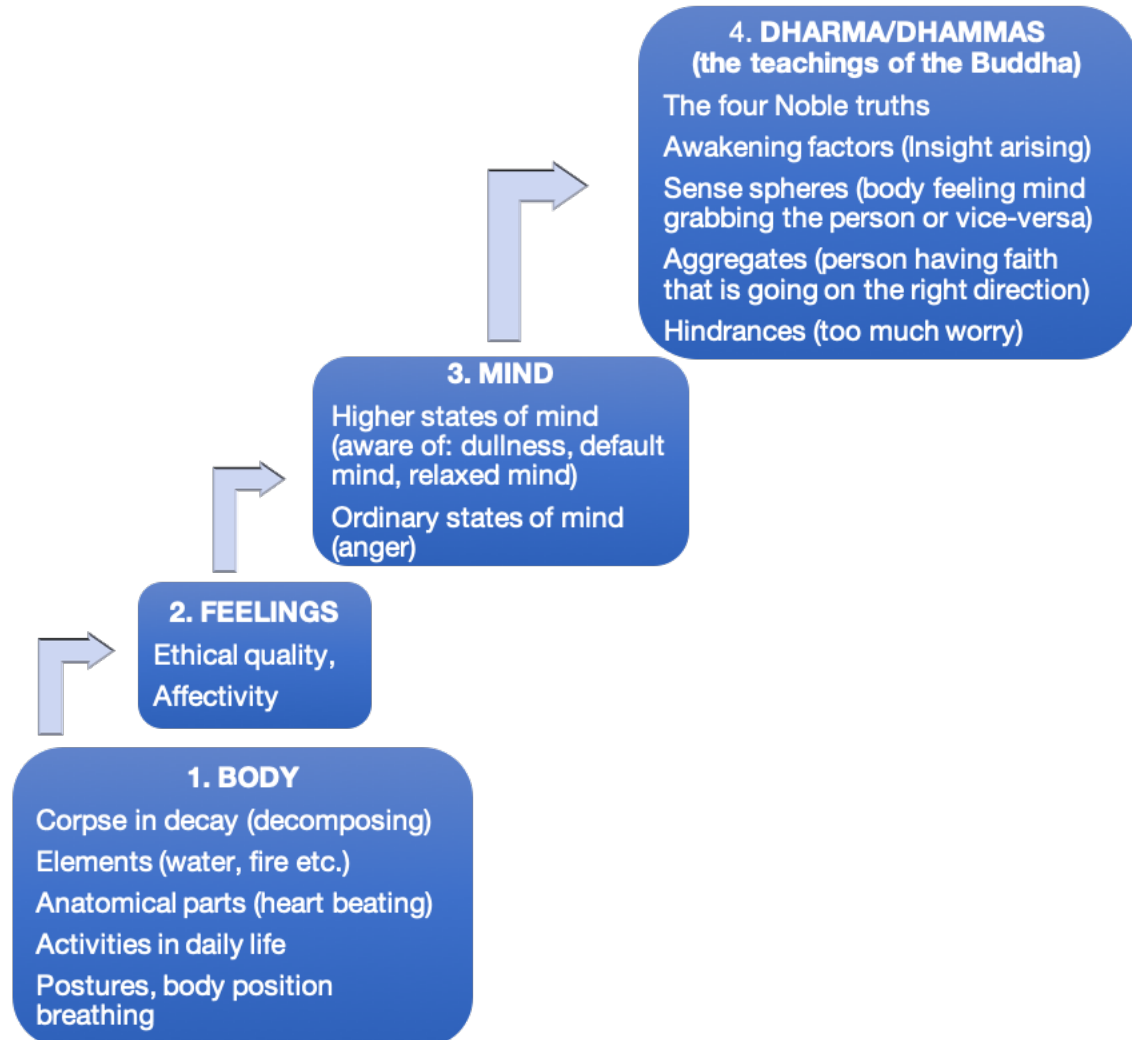 4. DHARMA/DHAMMAS
(the teachings of the Buddha)
The four Noble truths
Awakening factors (Insight arising)
Sense spheres (body feeling mind
grabbing the person or vice-versa)
Aggregates (person having faith
that is going on the right direction)
Hindrances (too much worry)
3. MIND
Higher states of mind
(aware of: dullness, default
mind, relaxed mind)
Ordinary states of mind
(anger)
2. FEELINGS
Ethical quality,
Affectivity
1. BODY
Corpse in decay (decomposing)
Elements (water, fire etc.)
Anatomical parts (heart beating)
Activities in daily life
Postures, body position
breathing